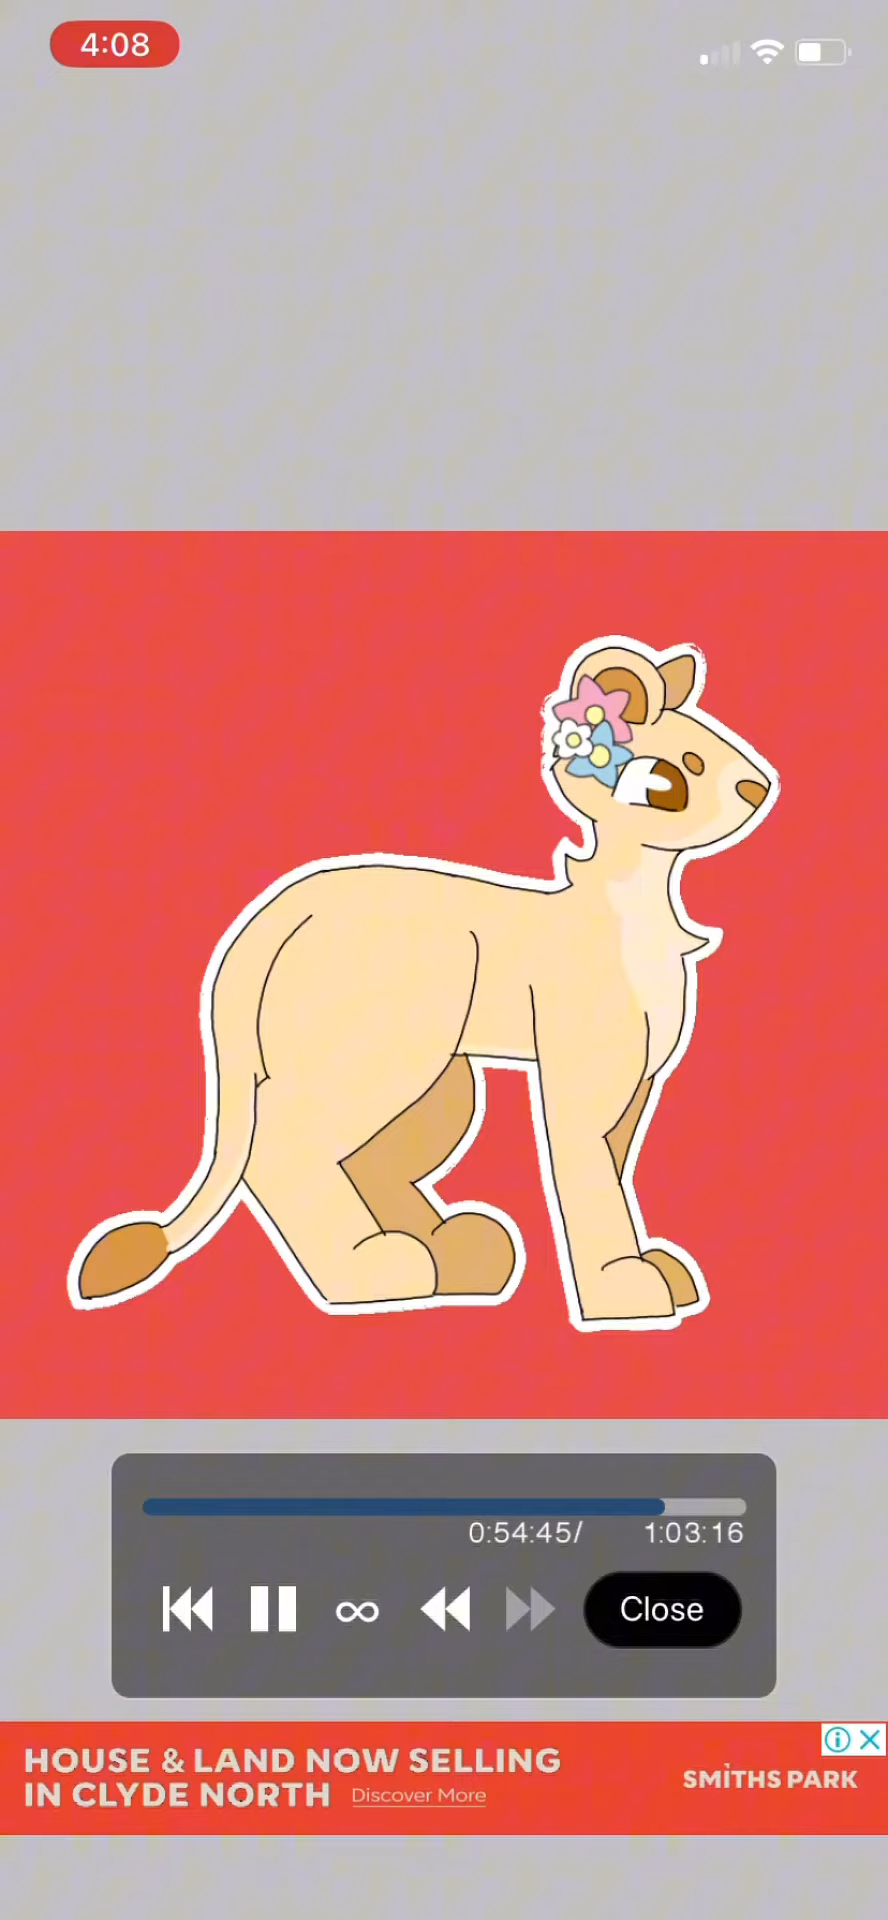 4:08
0:54:45/ 1:03:16
Close
HOUSE & LAND NOW SELLING
IN CLYDE NORTH Discover More
SMiTHS PARK